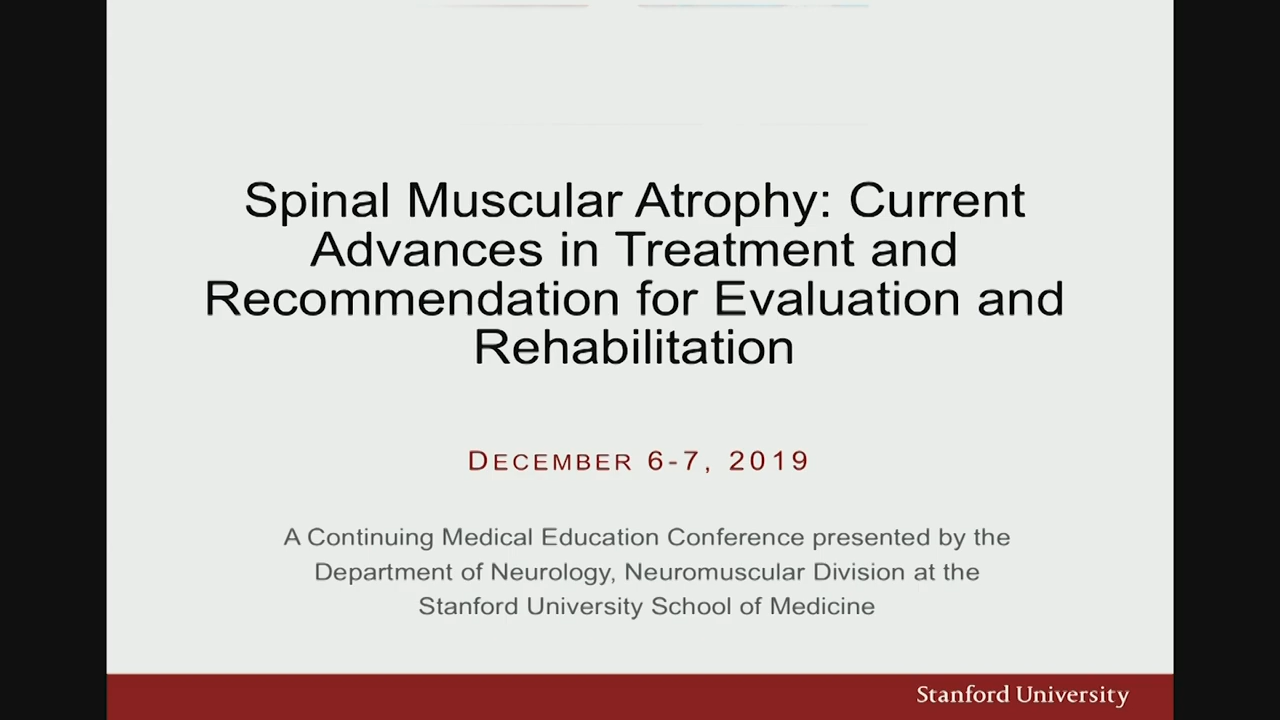 Spinal Muscular Atrophy: Current
Advances in Treatment and
Recommendation for Evaluation and
Rehabilitation
DECEMBER 6-7, 2019
A Continuing Medical Education Conference presented by the
Department of Neurology, Neuromuscular Division at the
Stanford University School of Medicine
Stanford University